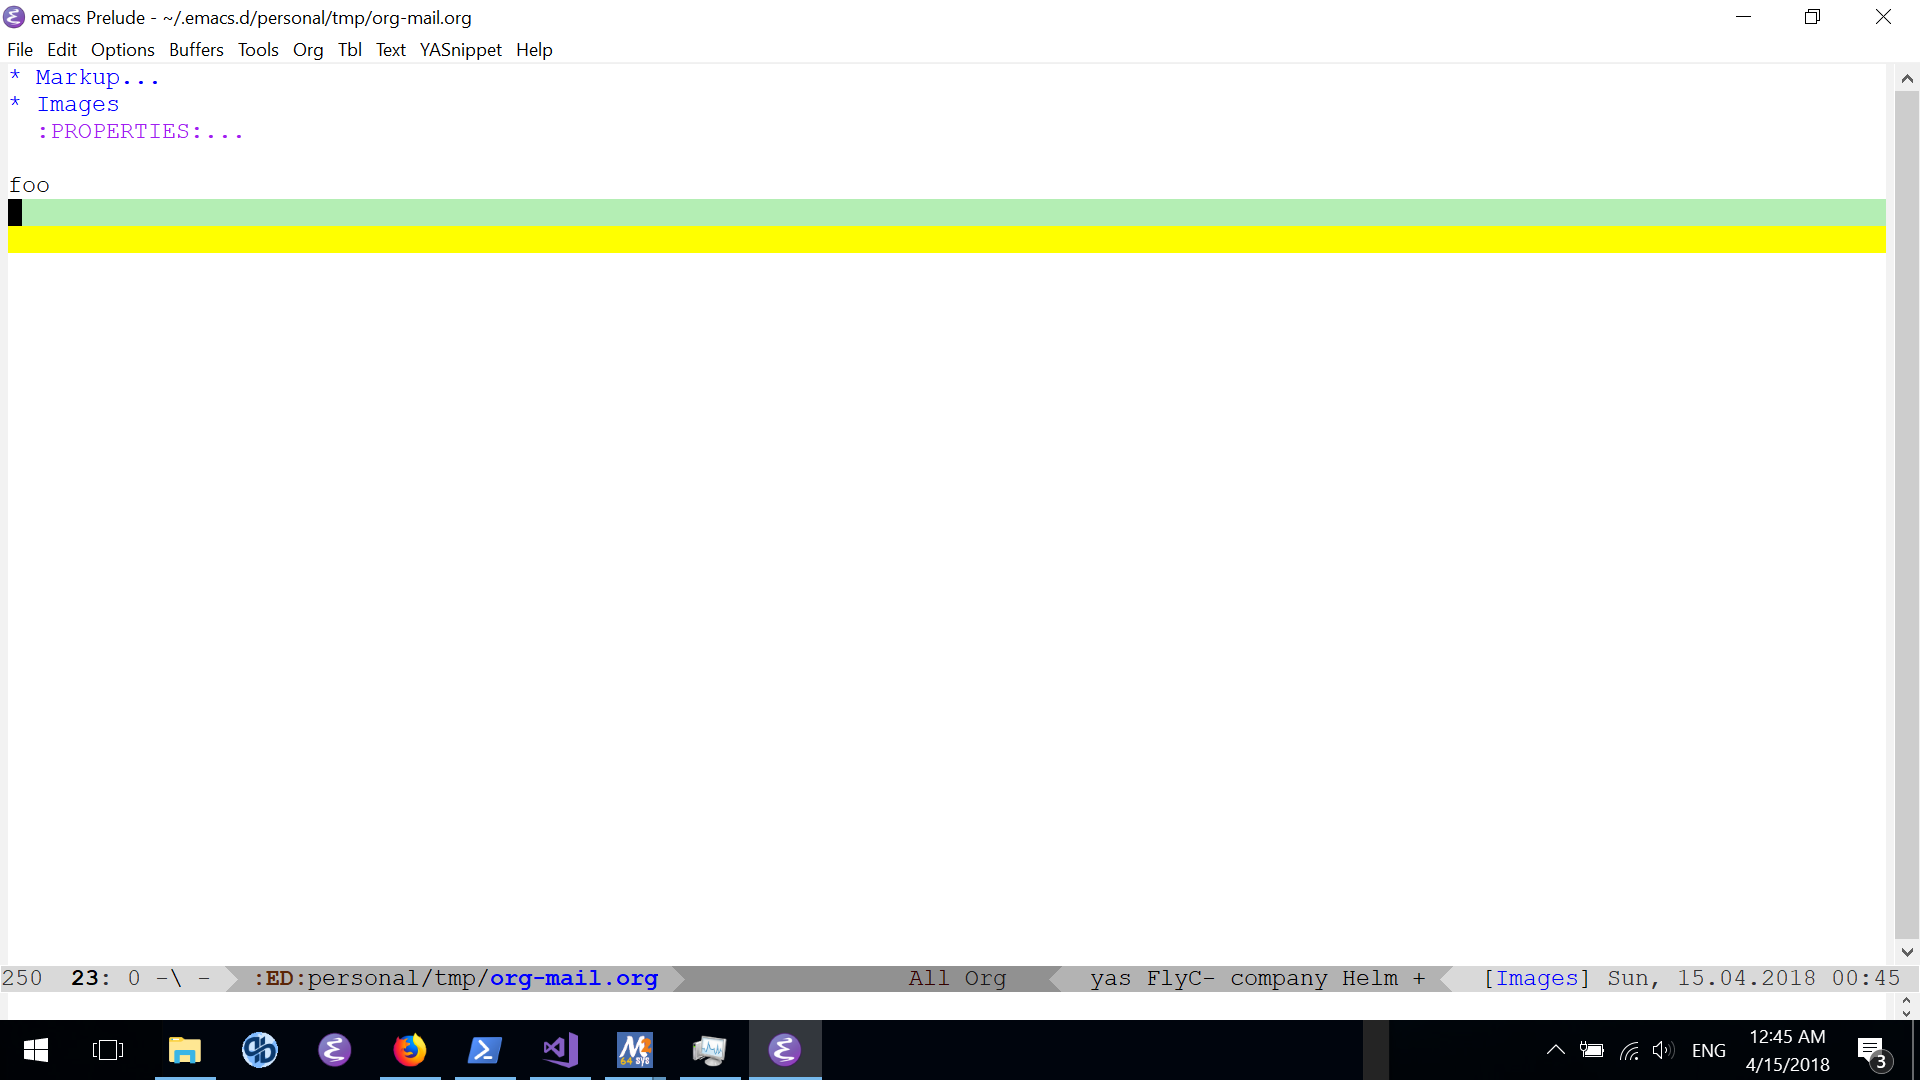 emacs Prelude - ~/.emacs.d/personal/tmp/org-mail.org
File Edit Options Buffers Tools Org Tbl Text YASnippet Help
* Markup...
* Images
:PROPERTIES:...
foo
250 23: 0 -\ - :ED:personal/tmp/org-mail.org All Org yas FlyC- company Helm + [Images] Sun, 15.04.2018 00:45
M 64 sys
ENG
12:45 AM
4/15/2018
3